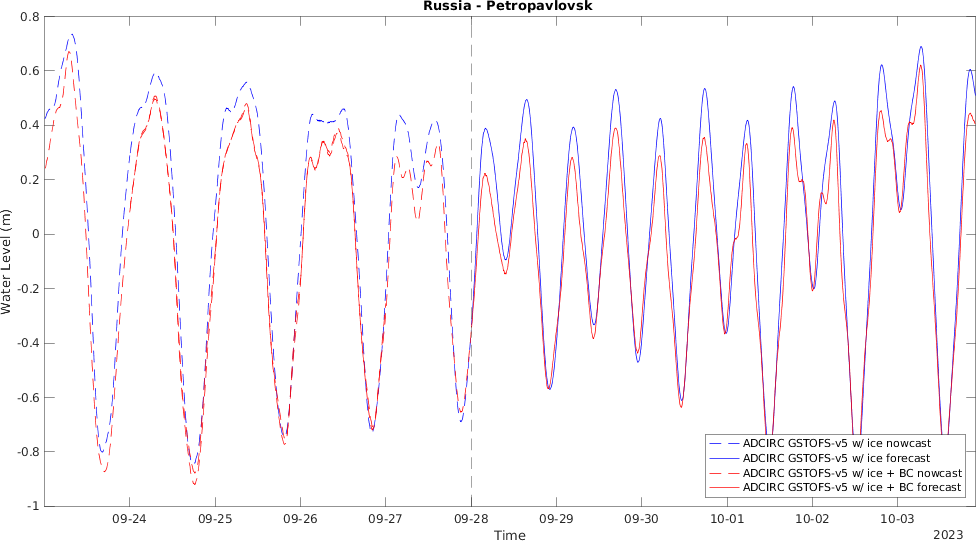 Russia - Petropavlovsk
Water Level (m)
0.8
0.6
0.4
0.2
0
-0.2
-0.4
-0.6
-0.8
-1
ADCIRC GSTOFS-v5 w/ ice nowcast
ADCIRC GSTOFS-v5 w/ ice forecast
ADCIRC GSTOFS-v5 w/ ice + BC nowcast
ADCIRC GSTOFS-v5 w/ ice + BC forecast
09-24 09-25 09-26 09-27 09-28 09-29 09-30 10-01 10-02 10-03
Time
2023